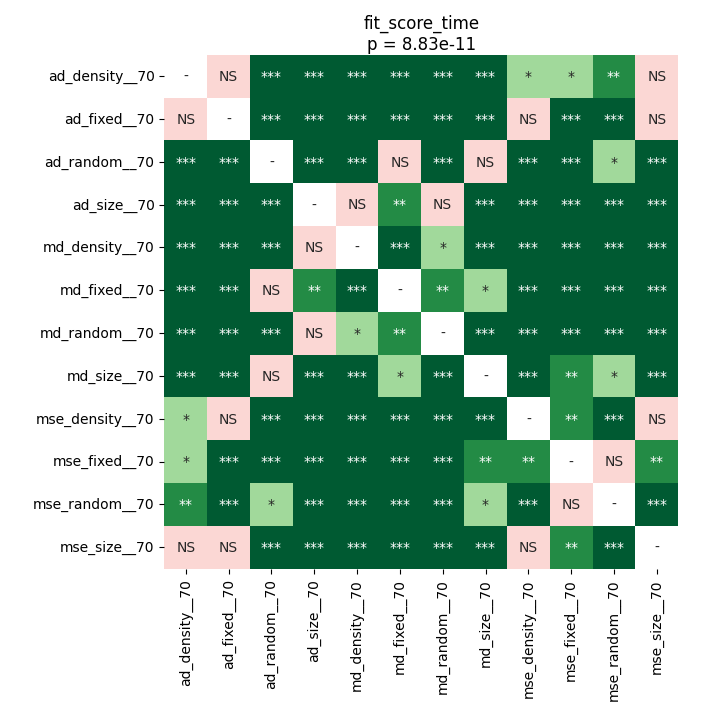 fit_score_time
p = 8.83e-11
ad_density__70 - NS *** *** *** *** *** *** * * ** NS
ad_fixed__70 NS - *** *** *** *** *** *** NS *** *** NS
ad_random__70 *** *** - *** *** NS *** NS *** *** * ***
ad_size__70 *** *** *** - NS ** NS *** *** *** *** ***
md_density__70 *** *** *** NS - *** * *** *** *** *** ***
md_fixed__70 *** *** NS ** *** - ** * *** *** *** ***
md_random__70 *** *** *** NS * ** - *** *** *** *** ***
md_size__70 *** *** NS *** *** * *** - *** ** * ***
mse_density__70 * NS *** *** *** *** *** *** - ** *** NS
mse_fixed__70 * *** *** *** *** *** *** ** ** - NS **
mse_random__70 ** *** * *** *** *** *** * *** NS - ***
mse_size__70 NS NS *** *** *** *** *** *** NS ** *** -
ad_density__70
ad_fixed__70
ad_random__70
ad_size__70
md_density__70
md_fixed__70
md_random__70
md_size__70
mse_density__70
mse_fixed__70
mse_random__70
mse_size__70